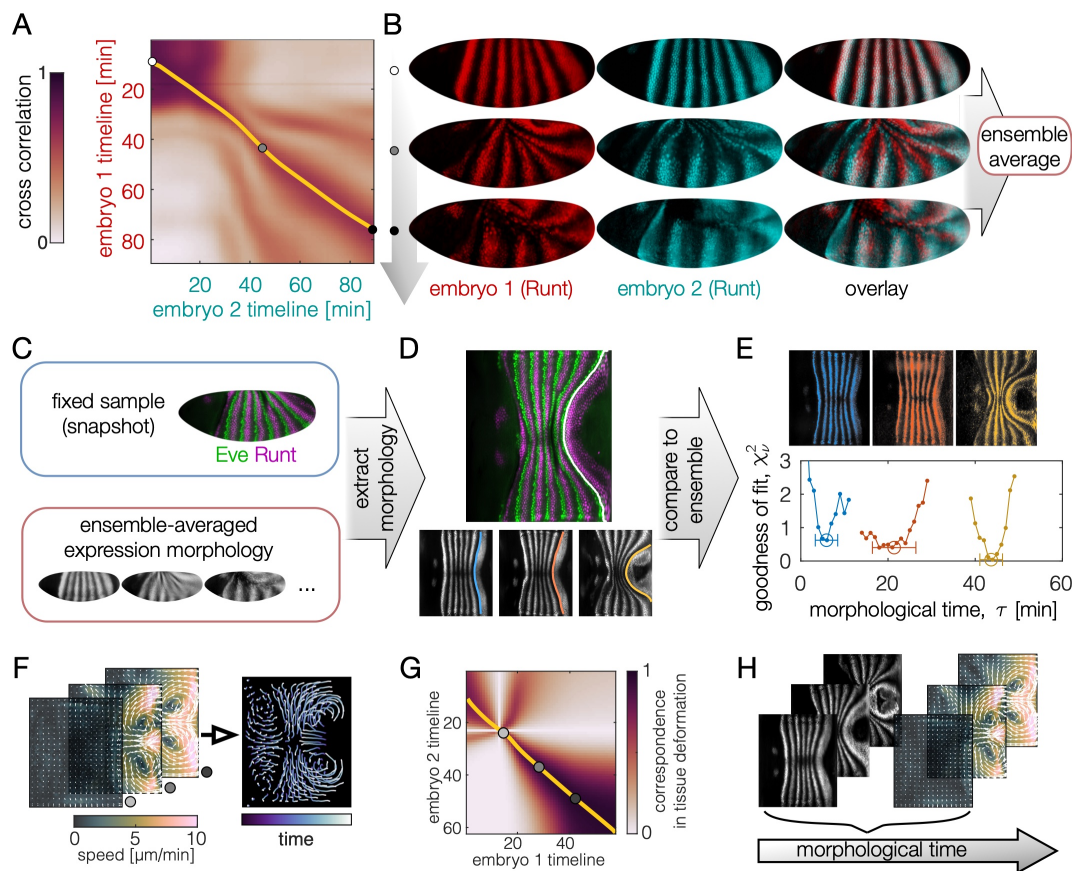 A
B
1
cross correlation
0
embryo 1 timeline [min]
20
40
60
80
20 40 60 80
embryo 2 timeline [min]
embryo 1 (Runt)
embryo 2 (Runt)
overlay
ensemble
average
C
fixed sample
(snapshot)
Eve Runt
ensemble-averaged
expression morphology
...
extract
morphology
D
compare to
ensemble
E
goodness of fit, χ²ᵥ
3
2
1
0
0 20 40 60
morphological time, τ [min]
F
0 5 10
speed [µm/min]
time
G
embryo 2 timeline
20
40
60
20 40
embryo 1 timeline
1
correspondence
in tissue deformation
0
H
morphological time